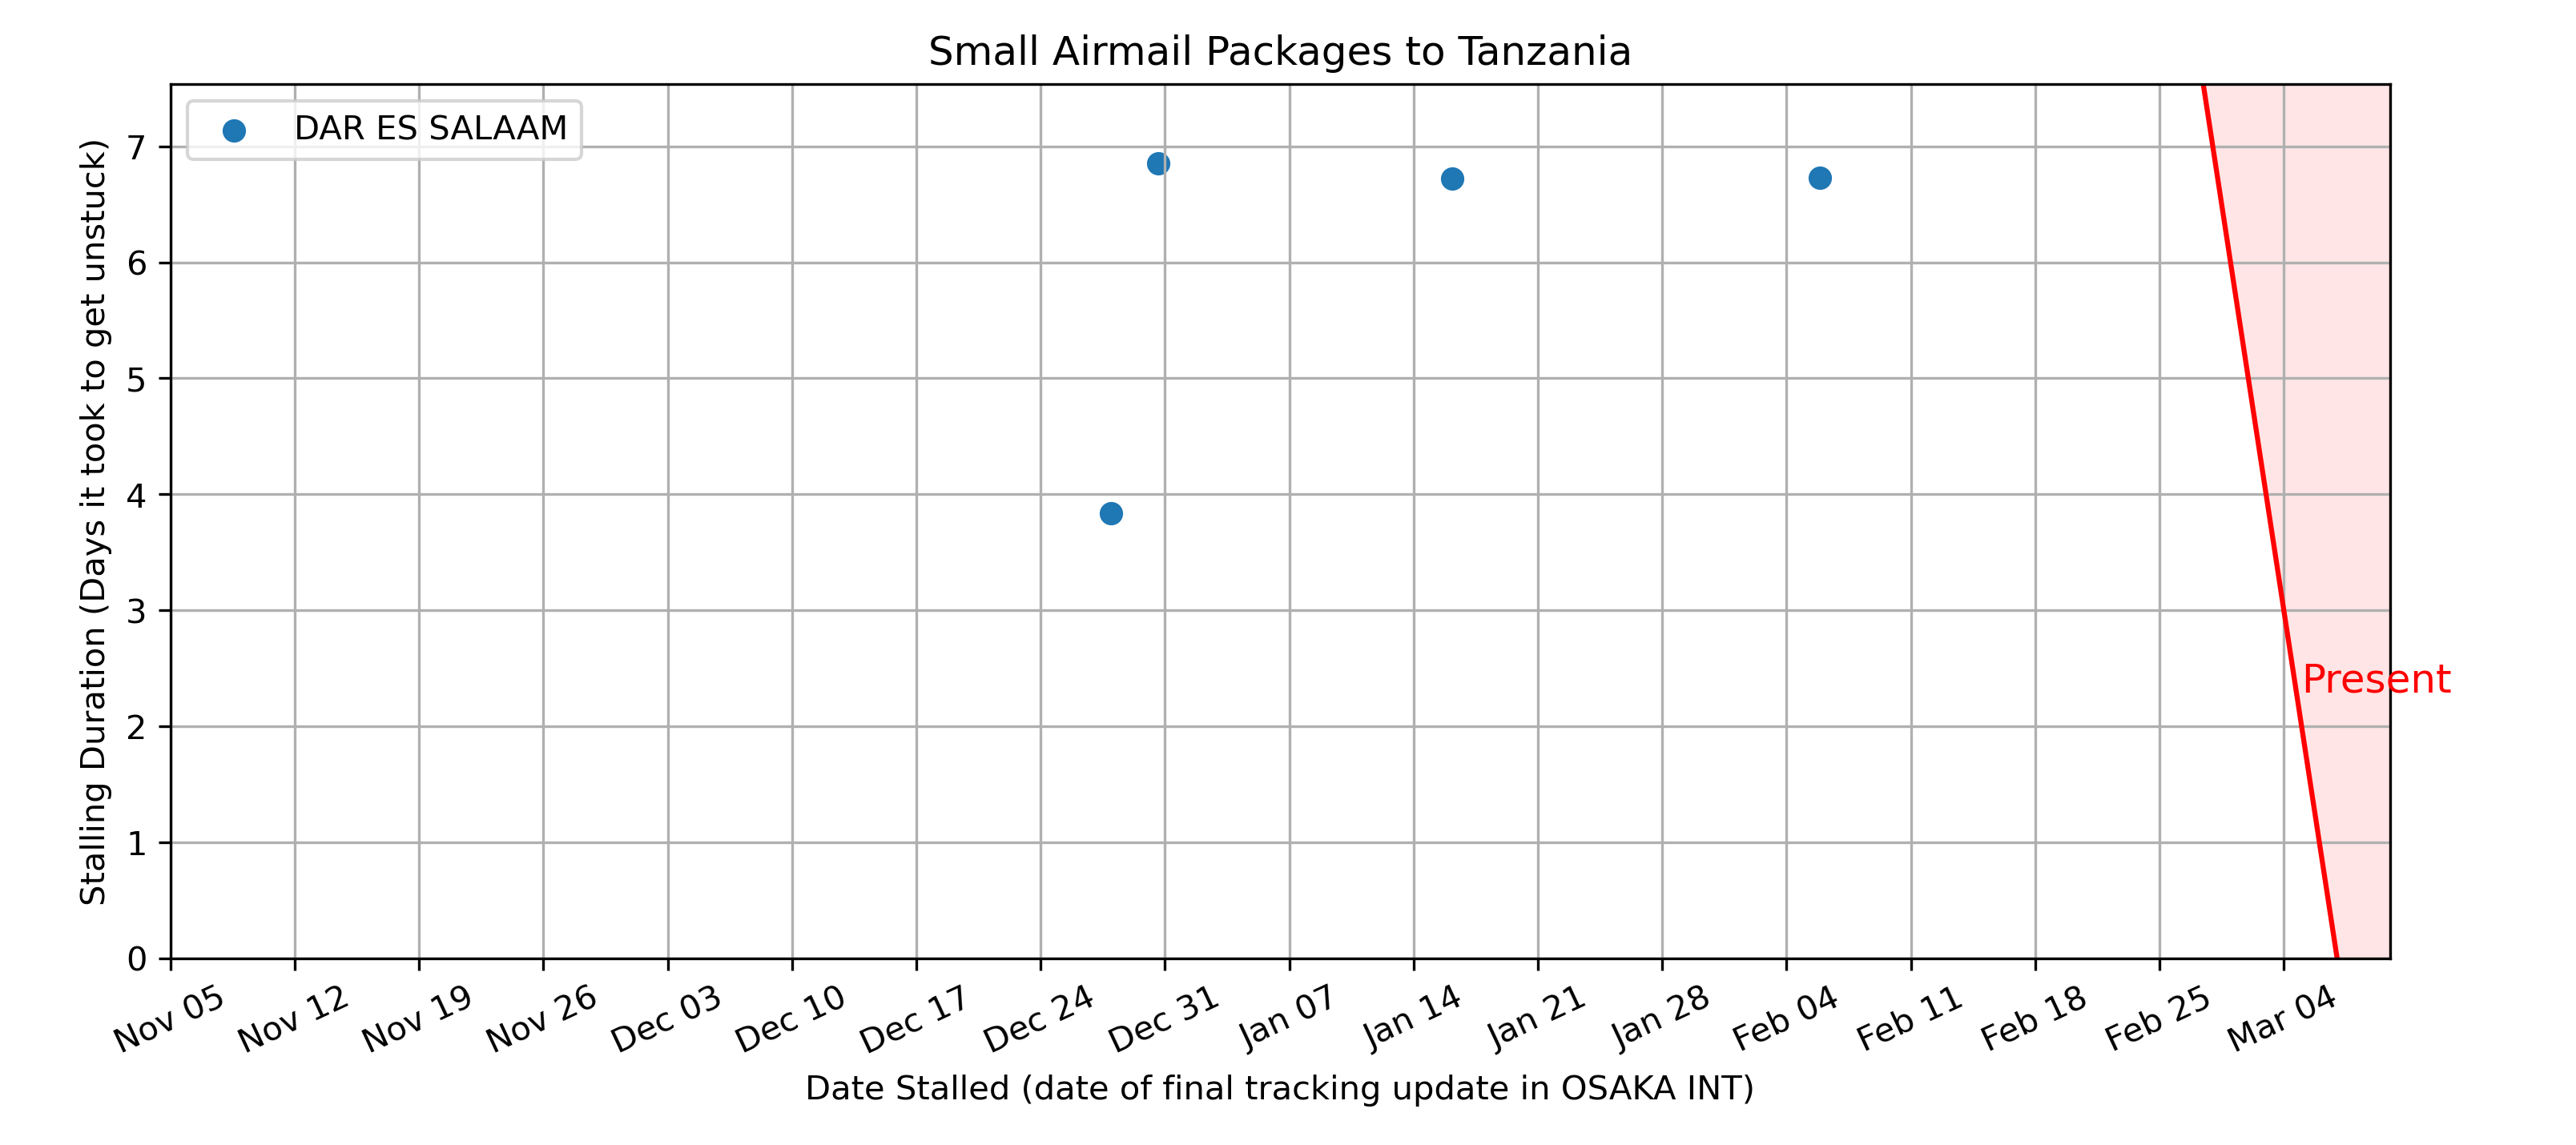 Small Airmail Packages to Tanzania
DAR ES SALAAM
Stalling Duration (Days it took to get unstuck)
7
6
5
4
3
2
1
0
Present
Nov 05
Nov 12
Nov 19
Nov 26
Dec 03
Dec 10
Dec 17
Dec 24
Dec 31
Jan 07
Jan 14
Jan 21
Jan 28
Feb 04
Feb 11
Feb 18
Feb 25
Mar 04
Date Stalled (date of final tracking update in OSAKA INT)